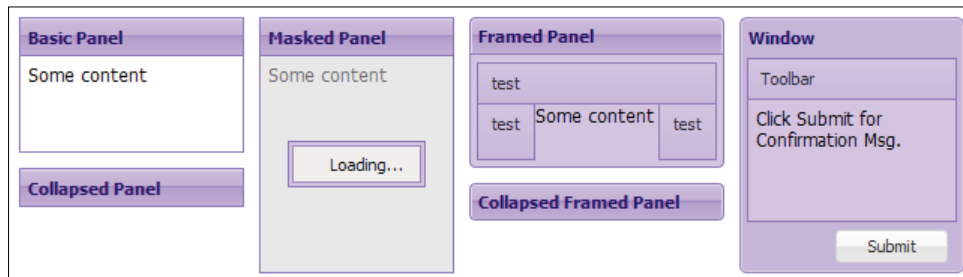 Basic Panel
Some content
Collapsed Panel
Masked Panel
Some content
Loading...
Framed Panel
test
test Some content test
Collapsed Framed Panel
Window
Toolbar
Click Submit for
Confirmation Msg.
Submit